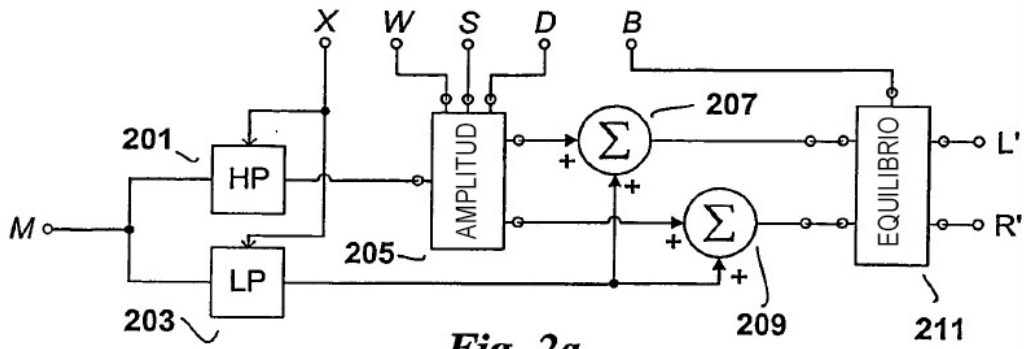 X W S D B
207
201
HP
AMPLITUD
Σ
+
+
EQUILIBRIO
L'
M
205
Σ
+
+
R'
LP
203
209
211
Fig. 2a